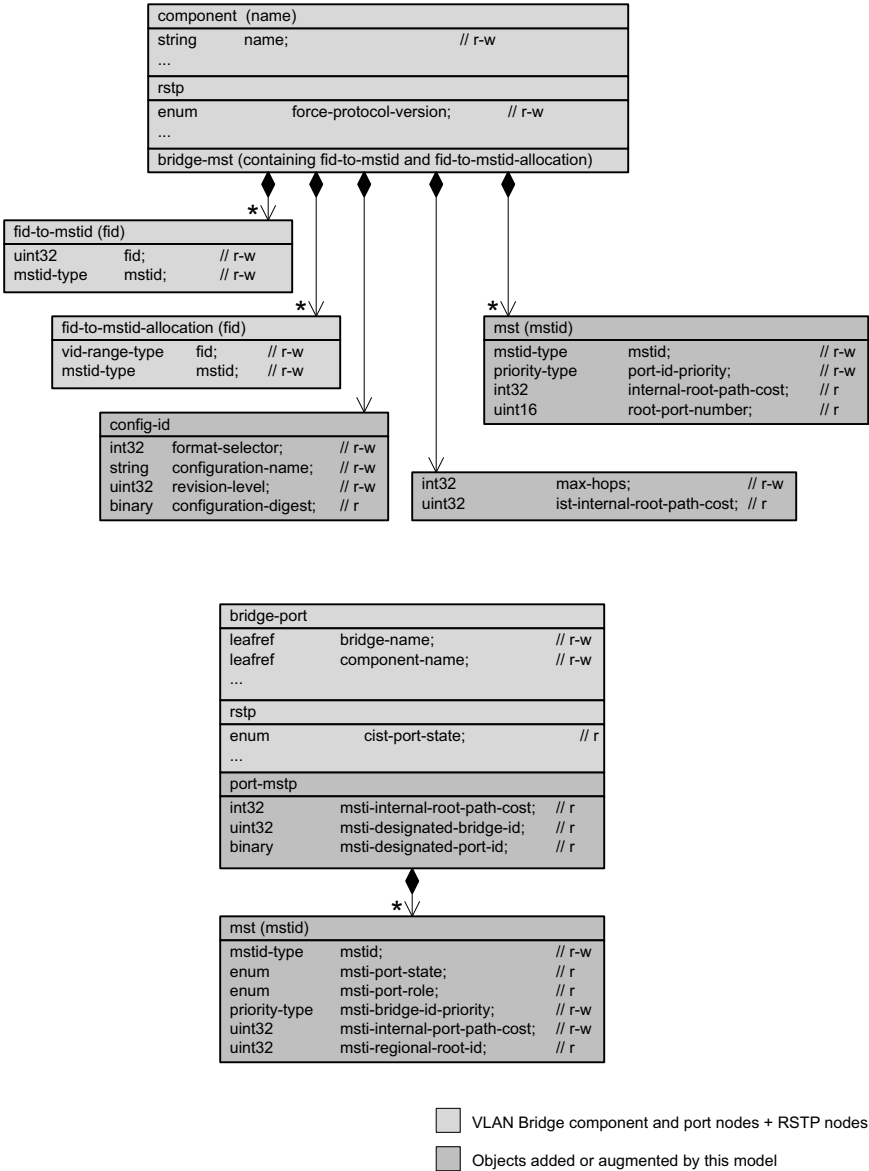 component (name)
string name; // r-w
...
rstp
enum force-protocol-version; // r-w
...
bridge-mst (containing fid-to-mstid and fid-to-mstid-allocation)
*
fid-to-mstid (fid)
uint32 fid; // r-w
mstid-type mstid; // r-w
*
fid-to-mstid-allocation (fid)
vid-range-type fid; // r-w
mstid-type mstid; // r-w
*
mst (mstid)
mstid-type mstid; // r-w
priority-type port-id-priority; // r-w
int32 internal-root-path-cost; // r
uint16 root-port-number; // r
config-id
int32 format-selector; // r-w
string configuration-name; // r-w
uint32 revision-level; // r-w
binary configuration-digest; // r
int32 max-hops; // r-w
uint32 ist-internal-root-path-cost; // r
bridge-port
leafref bridge-name; // r-w
leafref component-name; // r-w
...
rstp
enum cist-port-state; // r
...
port-mstp
int32 msti-internal-root-path-cost; // r
uint32 msti-designated-bridge-id; // r
binary msti-designated-port-id; // r
*
mst (mstid)
mstid-type mstid; // r-w
enum msti-port-state; // r
enum msti-port-role; // r
priority-type msti-bridge-id-priority; // r-w
uint32 msti-internal-port-path-cost; // r-w
uint32 msti-regional-root-id; // r
VLAN Bridge component and port nodes + RSTP nodes
Objects added or augmented by this model